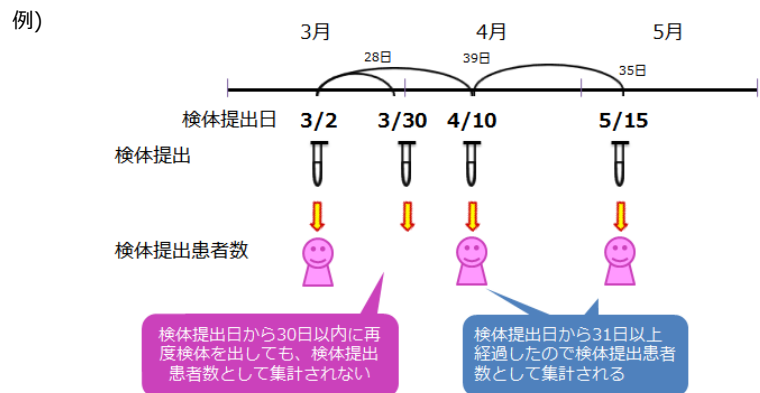 例)
3月 4月 5月
28日 39日 35日
検体提出日 3/2 3/30 4/10 5/15
検体提出
検体提出患者数
検体提出日から30日以内に再
度検体を出しても、検体提出
患者数として集計されない
検体提出日から31日以上
経過したので検体提出患者
数として集計される